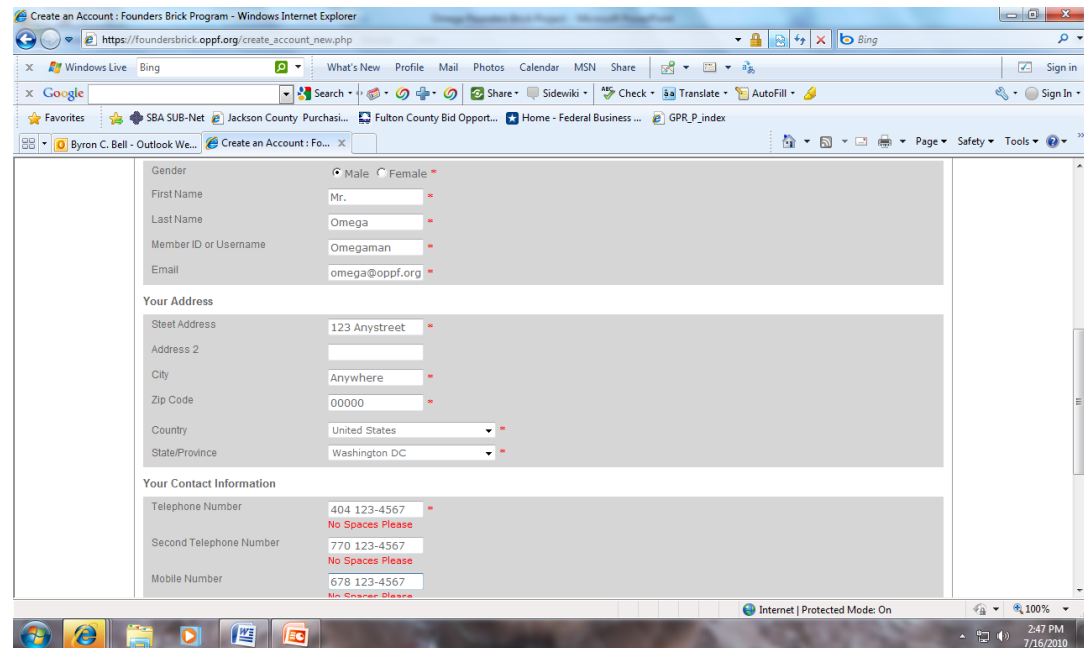 Create an Account : Founders Brick Program - Windows Internet Explorer
https://foundersbrick.oppf.org/create_account_new.php
Bing
x Windows Live Bing What's New Profile Mail Photos Calendar MSN Share Sign in
x Google Search Share Sidewiki Check Translate AutoFill Sign In
Favorites SBA SUB-Net Jackson County Purchasi... Fulton County Bid Opport... Home - Federal Business ... GPR_P_index
Byron C. Bell - Outlook We... Create an Account : Fo... X Page Safety Tools
Gender Male Female *
First Name Mr. *
Last Name Omega *
Member ID or Username Omegaman *
Email omega@oppf.org *
Your Address
Steet Address 123 Anystreet *
Address 2
City Anywhere *
Zip Code 00000 *
Country United States *
State/Province Washington DC *
Your Contact Information
Telephone Number 404 123-4567 *
No Spaces Please
Second Telephone Number 770 123-4567
No Spaces Please
Mobile Number 678 123-4567
No Spaces Please
Internet | Protected Mode: On 100%
2:47 PM
7/16/2010